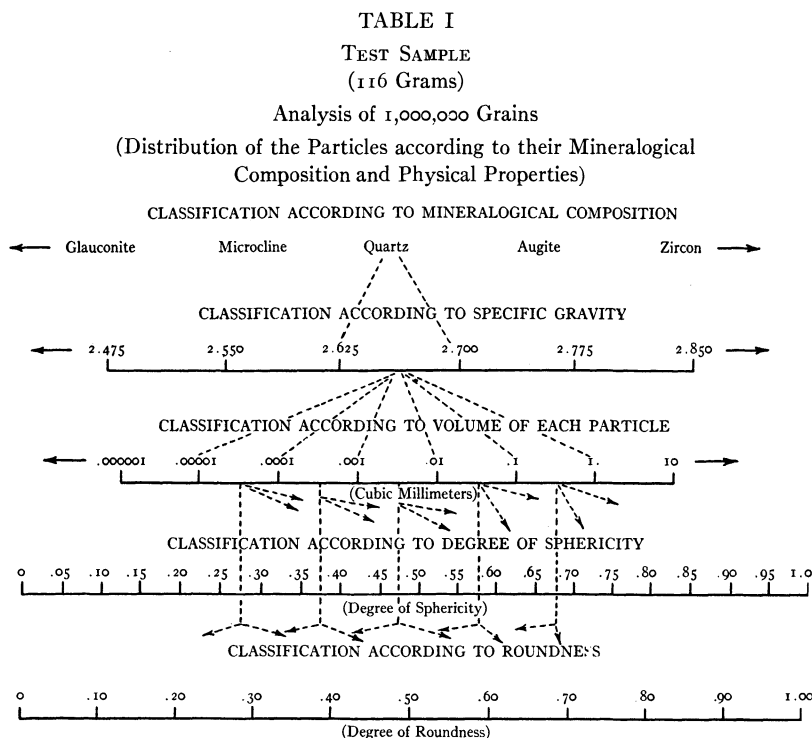 TABLE I
TEST SAMPLE
(116 Grams)
Analysis of 1,000,000 Grains
(Distribution of the Particles according to their Mineralogical
Composition and Physical Properties)
CLASSIFICATION ACCORDING TO MINERALOGICAL COMPOSITION
Glauconite Microcline Quartz Augite Zircon
CLASSIFICATION ACCORDING TO SPECIFIC GRAVITY
2.475 2.550 2.625 2.700 2.775 2.850
CLASSIFICATION ACCORDING TO VOLUME OF EACH PARTICLE
.000001 .00001 .0001 .001 .01 .1 1. 10
(Cubic Millimeters)
CLASSIFICATION ACCORDING TO DEGREE OF SPHERICITY
0 .05 .10 .15 .20 .25 .30 .35 .40 .45 .50 .55 .60 .65 .70 .75 .80 .85 .90 .95 1.0
(Degree of Sphericity)
CLASSIFICATION ACCORDING TO ROUNDNESS
0 .10 .20 .30 .40 .50 .60 .70 .80 .90 1.00
(Degree of Roundness)